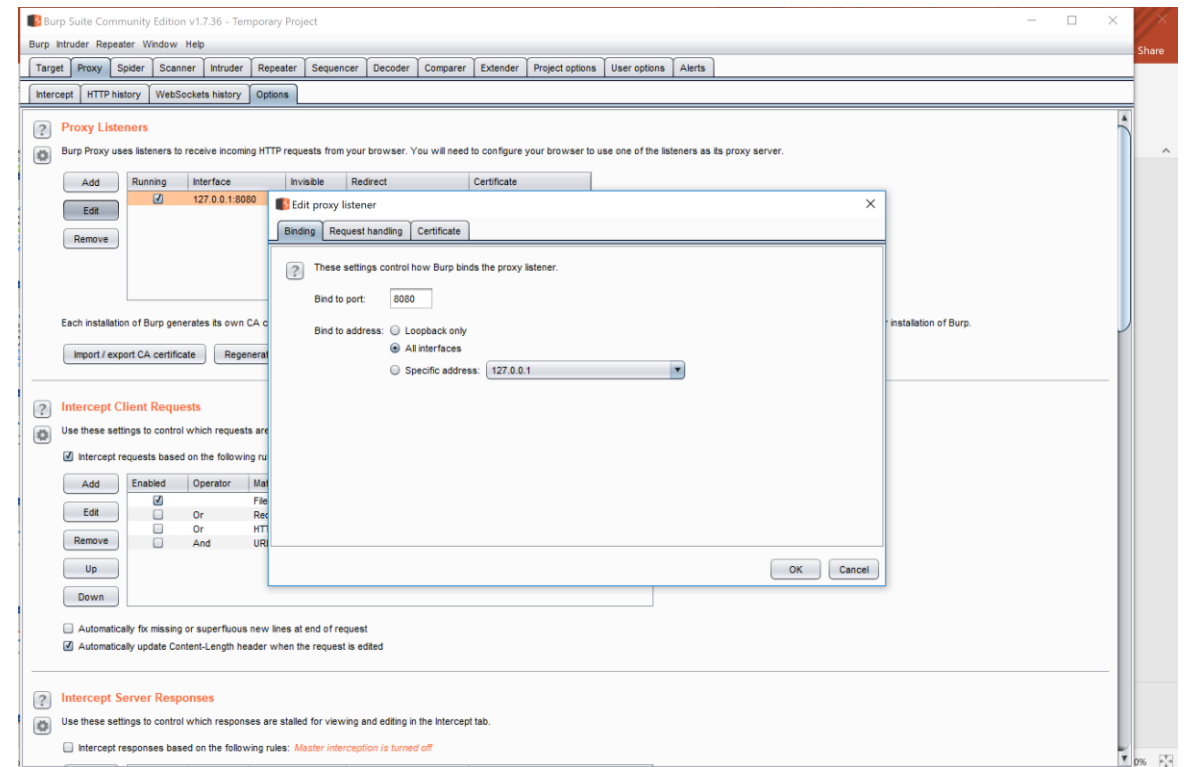 Burp Suite Community Edition v1.7.36 - Temporary Project
Burp Intruder Repeater Window Help
Share
Target Proxy Spider Scanner Intruder Repeater Sequencer Decoder Comparer Extender Project options User options Alerts
Intercept HTTP history WebSockets history Options
? Proxy Listeners
Burp Proxy uses listeners to receive incoming HTTP requests from your browser. You will need to configure your browser to use one of the listeners as its proxy server.
Add Running Interface Invisible Redirect Certificate
127.0.0.1:8080
Edit
Remove
Edit proxy listener
Binding Request handling Certificate
? These settings control how Burp binds the proxy listener.
Bind to port: 8080
Bind to address: Loopback only
All interfaces
Specific address: 127.0.0.1
OK Cancel
Each installation of Burp generates its own CA c
r installation of Burp.
Import / export CA certificate Regenerat
? Intercept Client Requests
Use these settings to control which requests are
Intercept requests based on the following ru
Add Enabled Operator Mat
File
Edit Or Req
Or HTT
Remove And URL
Up
Down
Automatically fix missing or superfluous new lines at end of request
Automatically update Content-Length header when the request is edited
? Intercept Server Responses
Use these settings to control which responses are stalled for viewing and editing in the Intercept tab.
Intercept responses based on the following rules: Master interception is turned off
0%